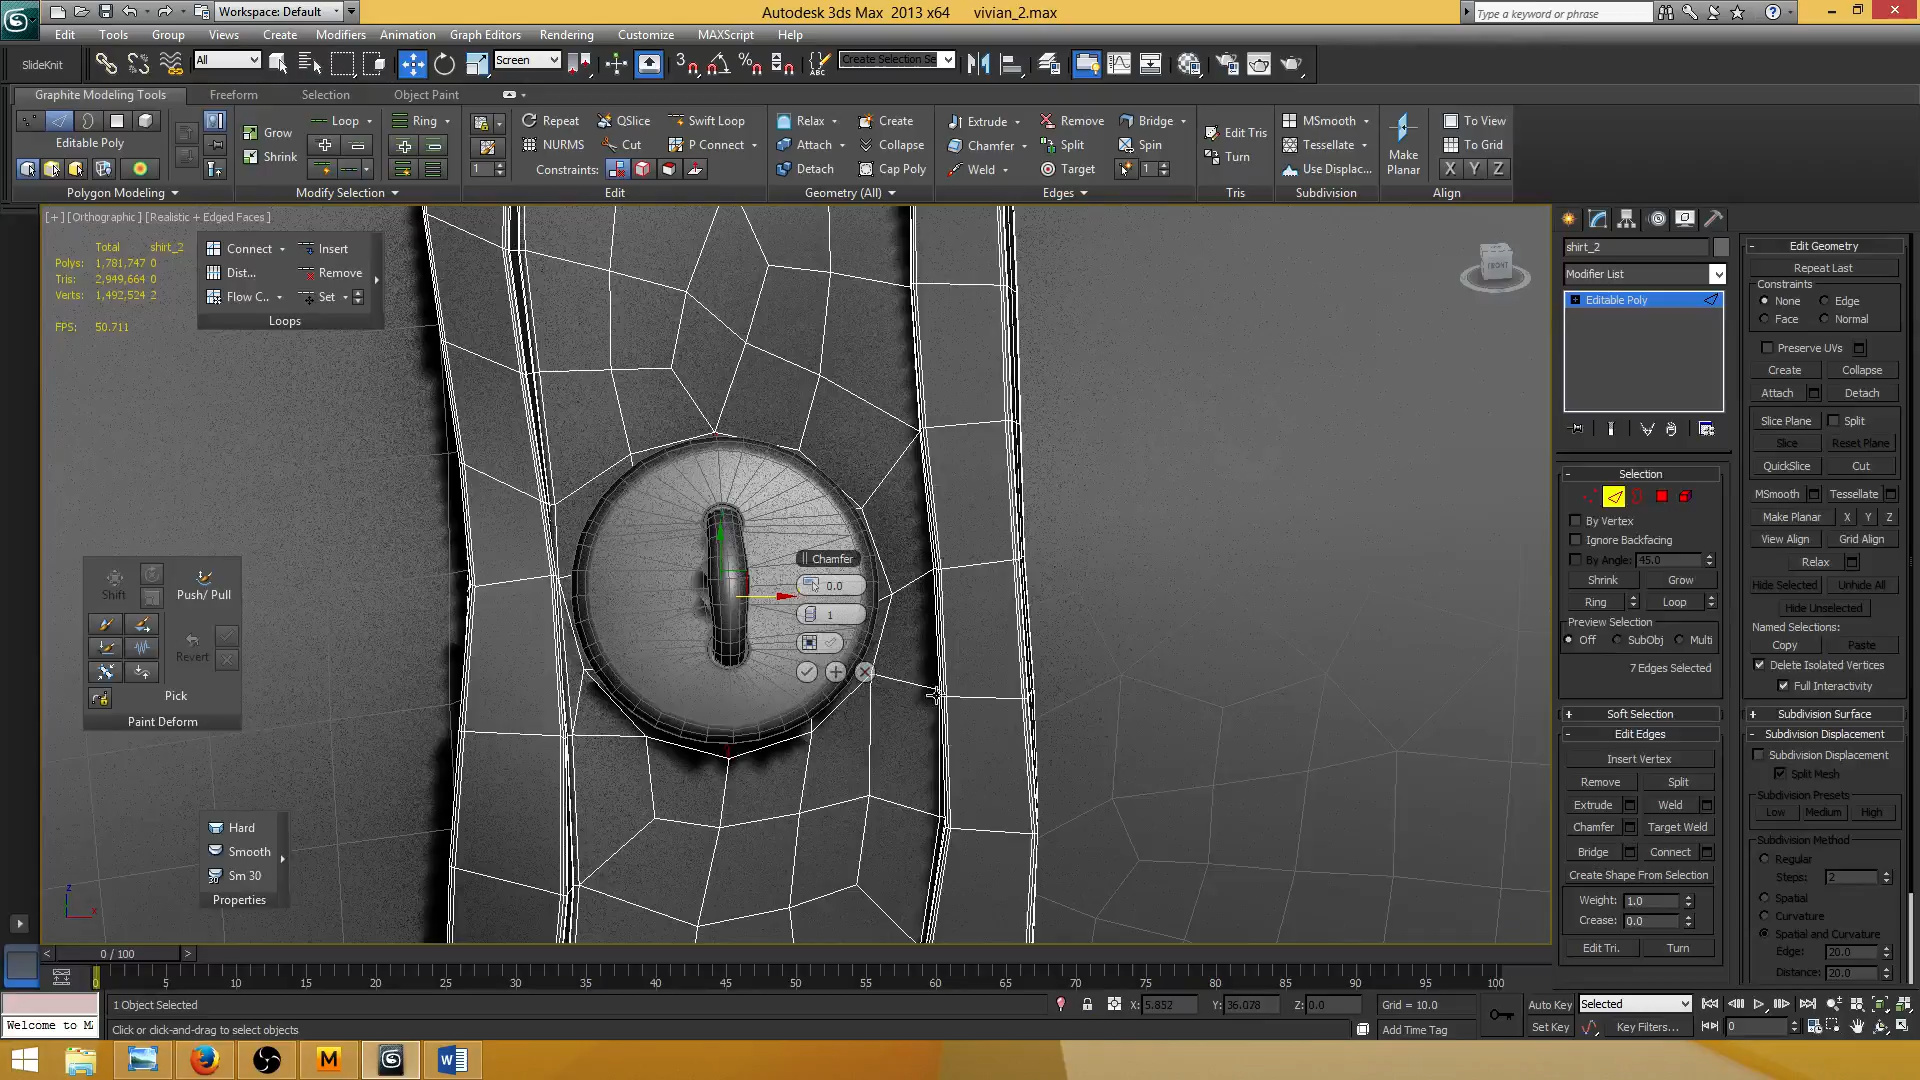 Workspace: Default
Autodesk 3ds Max 2013 x64 vivian_2.max
Type a keyword or phrase
Edit Tools Group Views Create Modifiers Animation Graph Editors Rendering Customize MAXScript Help
SlideKnit All Screen Create Selection Se
Graphite Modeling Tools Freeform Selection Object Paint
Grow Loop Ring Repeat QSlice Swift Loop Relax Create Extrude Remove Bridge Edit Tris MSmooth To View
Editable Poly Shrink NURMS Cut P Connect Attach Collapse Chamfer Split Spin Turn Tessellate Make Planar To Grid
1 Constraints: Detach Cap Poly Weld Target 1 Use Displac... X Y Z
Polygon Modeling Modify Selection Edit Geometry (All) Edges Tris Subdivision Align
[+] [Orthographic] [Realistic + Edged Faces]
Total shirt_2
Polys: 1,781,747 0
Tris: 2,949,664 0
Verts: 1,492,524 2
FPS: 50.711
Connect Insert
Dist... Remove
Flow C... Set
Loops
FRONT
Shift Push/ Pull
Revert
Pick
Paint Deform
Hard
Smooth
Sm 30
Properties
Chamfer
0.0
1
z
x
shirt_2
Modifier List
Editable Poly
Selection
By Vertex
Ignore Backfacing
By Angle: 45.0
Shrink Grow
Ring Loop
Preview Selection
Off SubObj Multi
7 Edges Selected
Soft Selection
Edit Edges
Insert Vertex
Remove Split
Extrude Weld
Chamfer Target Weld
Bridge Connect
Create Shape From Selection
Weight: 1.0
Crease: 0.0
Edit Tri. Turn
Edit Geometry
Repeat Last
Constraints
None Edge
Face Normal
Preserve UVs
Create Collapse
Attach Detach
Slice Plane Split
Slice Reset Plane
QuickSlice Cut
MSmooth Tessellate
Make Planar X Y Z
View Align Grid Align
Relax
Hide Selected Unhide All
Hide Unselected
Named Selections:
Copy Paste
Delete Isolated Vertices
Full Interactivity
Subdivision Surface
Subdivision Displacement
Subdivision Displacement
Split Mesh
Subdivision Presets
Low Medium High
Subdivision Method
Regular
Steps: 2
Spatial
Curvature
Spatial and Curvature
Edge: 20.0
Distance: 20.0
0 / 100
0 5 10 15 20 25 30 35 40 45 50 55 60 65 70 75 80 85 90 95 100
1 Object Selected X: 5.852 Y: 36.078 Z: 0.0 Grid = 10.0 Auto Key Selected
Welcome to M Click or click-and-drag to select objects Add Time Tag Set Key Key Filters... 0